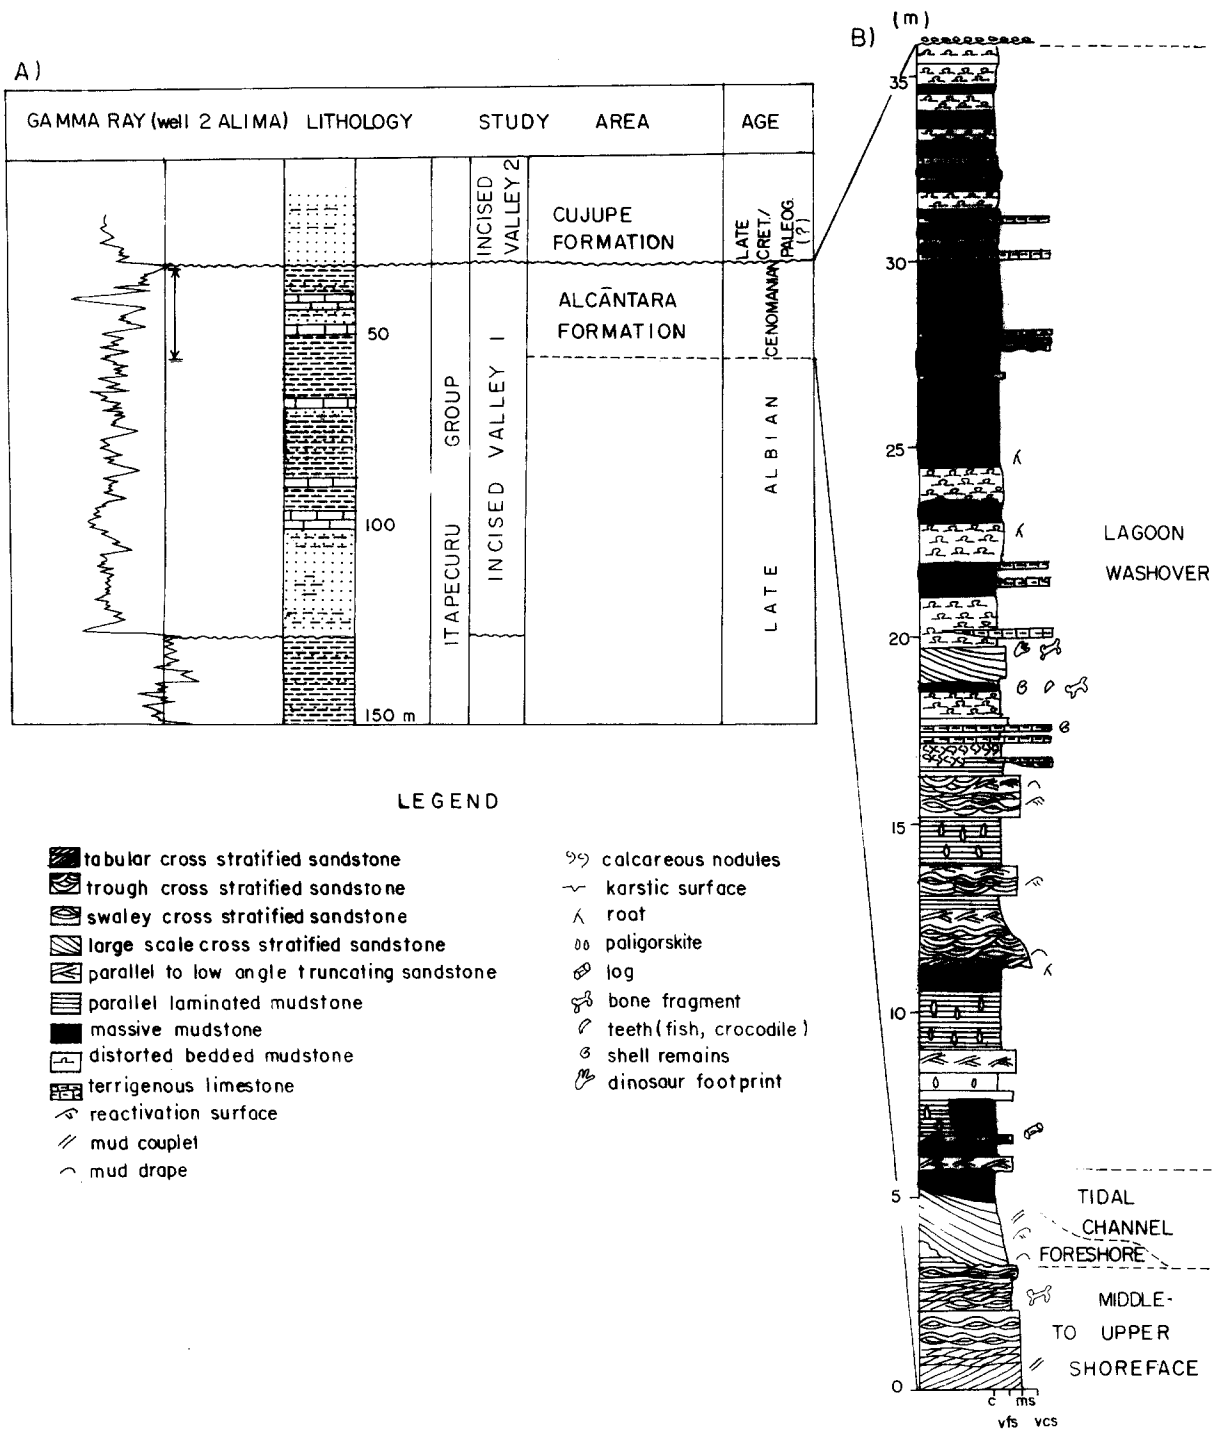 A)
GAMMA RAY (well 2 ALIMA) LITHOLOGY STUDY AREA AGE
INCISED VALLEY 2
CUJUPE
FORMATION
LATE CRET./ PALEOG. (?)
ALCÂNTARA
FORMATION
CENOMANIAN
50
100
150 m
ITAPECURU GROUP
INCISED VALLEY 1
LATE ALBIAN
B)
(m)
35
30
25
20
15
10
5
0
LAGOON
WASHOVER
TIDAL
CHANNEL
FORESHORE
MIDDLE-
TO UPPER
SHOREFACE
c ms
vfs vcs
LEGEND
tabular cross stratified sandstone
trough cross stratified sandstone
swaley cross stratified sandstone
large scale cross stratified sandstone
parallel to low angle truncating sandstone
parallel laminated mudstone
massive mudstone
distorted bedded mudstone
terrigenous limestone
reactivation surface
mud couplet
mud drape
calcareous nodules
karstic surface
root
paligorskite
log
bone fragment
teeth (fish, crocodile)
shell remains
dinosaur footprint